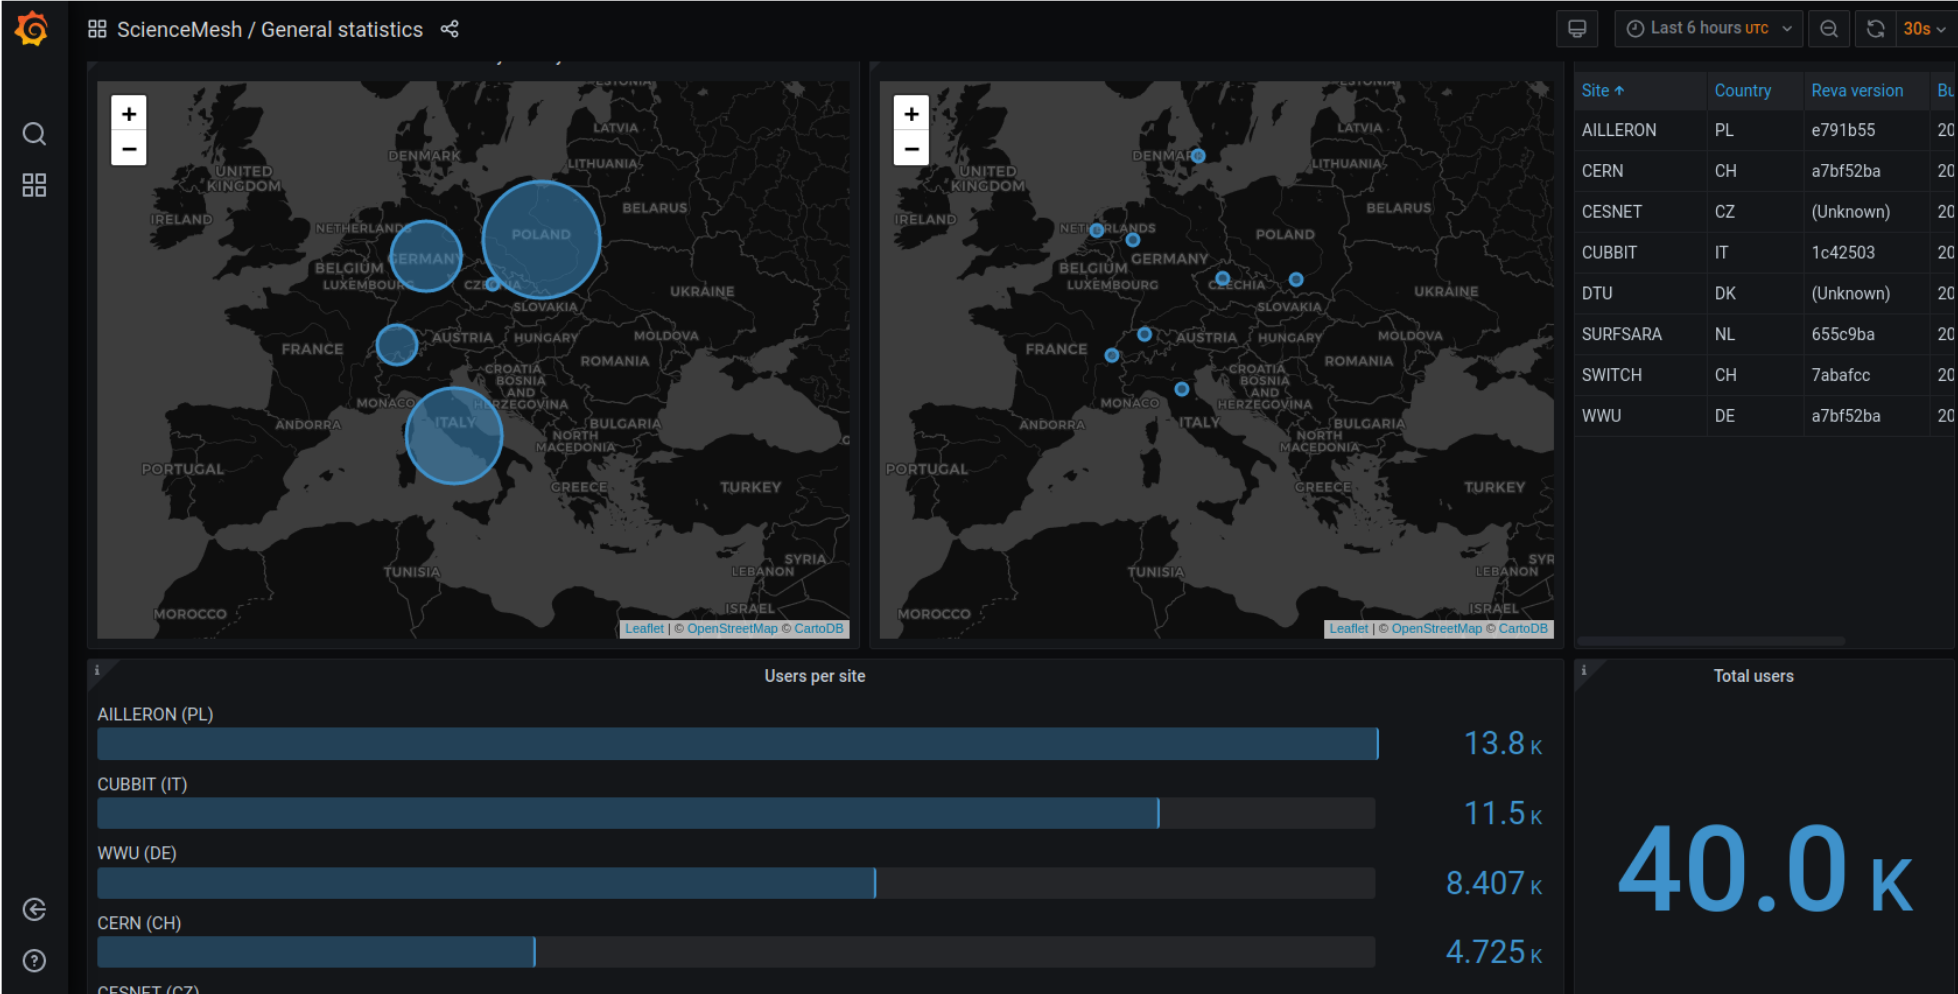 ScienceMesh / General statistics
Last 6 hours UTC
30s
+
−
LATVIA
DENMARK
LITHUANIA
UNITED
KINGDOM
BELARUS
IRELAND
NETHERLANDS
POLAND
GERMANY
BELGIUM
LUXEMBOURG
UKRAINE
SLOVAKIA
AUSTRIA
HUNGARY
MOLDOVA
FRANCE
ROMANIA
CROATIA
BOSNIA
AND
HERZEGOVINA
MONACO
ITALY
ANDORRA
BULGARIA
NORTH
MACEDONIA
PORTUGAL
GREECE
TURKEY
SYRIA
TUNISIA
LEBANON
ISRAEL
MOROCCO
Leaflet | © OpenStreetMap © CartoDB
+
−
LATVIA
LITHUANIA
UNITED
KINGDOM
BELARUS
IRELAND
POLAND
GERMANY
BELGIUM
LUXEMBOURG
CZECHIA
UKRAINE
SLOVAKIA
AUSTRIA
HUNGARY
MOLDOVA
FRANCE
ROMANIA
CROATIA
BOSNIA
AND
HERZEGOVINA
MONACO
ITALY
ANDORRA
BULGARIA
NORTH
MACEDONIA
PORTUGAL
GREECE
TURKEY
SYR
TUNISIA
LEBANON
ISRAEL
MOROCCO
Leaflet | © OpenStreetMap © CartoDB
Site Country Reva version
AILLERON PL e791b55 20
CERN CH a7bf52ba 20
CESNET CZ (Unknown) 20
CUBBIT IT 1c42503 20
DTU DK (Unknown) 20
SURFSARA NL 655c9ba 20
SWITCH CH 7abafcc 20
WWU DE a7bf52ba 20
Users per site
AILLERON (PL)
13.8 K
CUBBIT (IT)
11.5 K
WWU (DE)
8.407 K
CERN (CH)
4.725 K
CESNET (CZ)
Total users
40.0 K